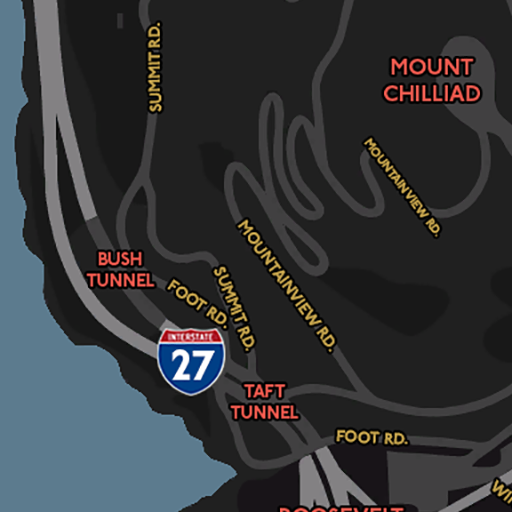 SUMMIT RD.
MOUNT
CHILLIAD
MOUNTAINVIEW RD.
MOUNTAINVIEW RD.
BUSH
TUNNEL
FOOT RD.
SUMMIT RD.
INTERSTATE
27
TAFT
TUNNEL
FOOT RD.
ROOSEVELT